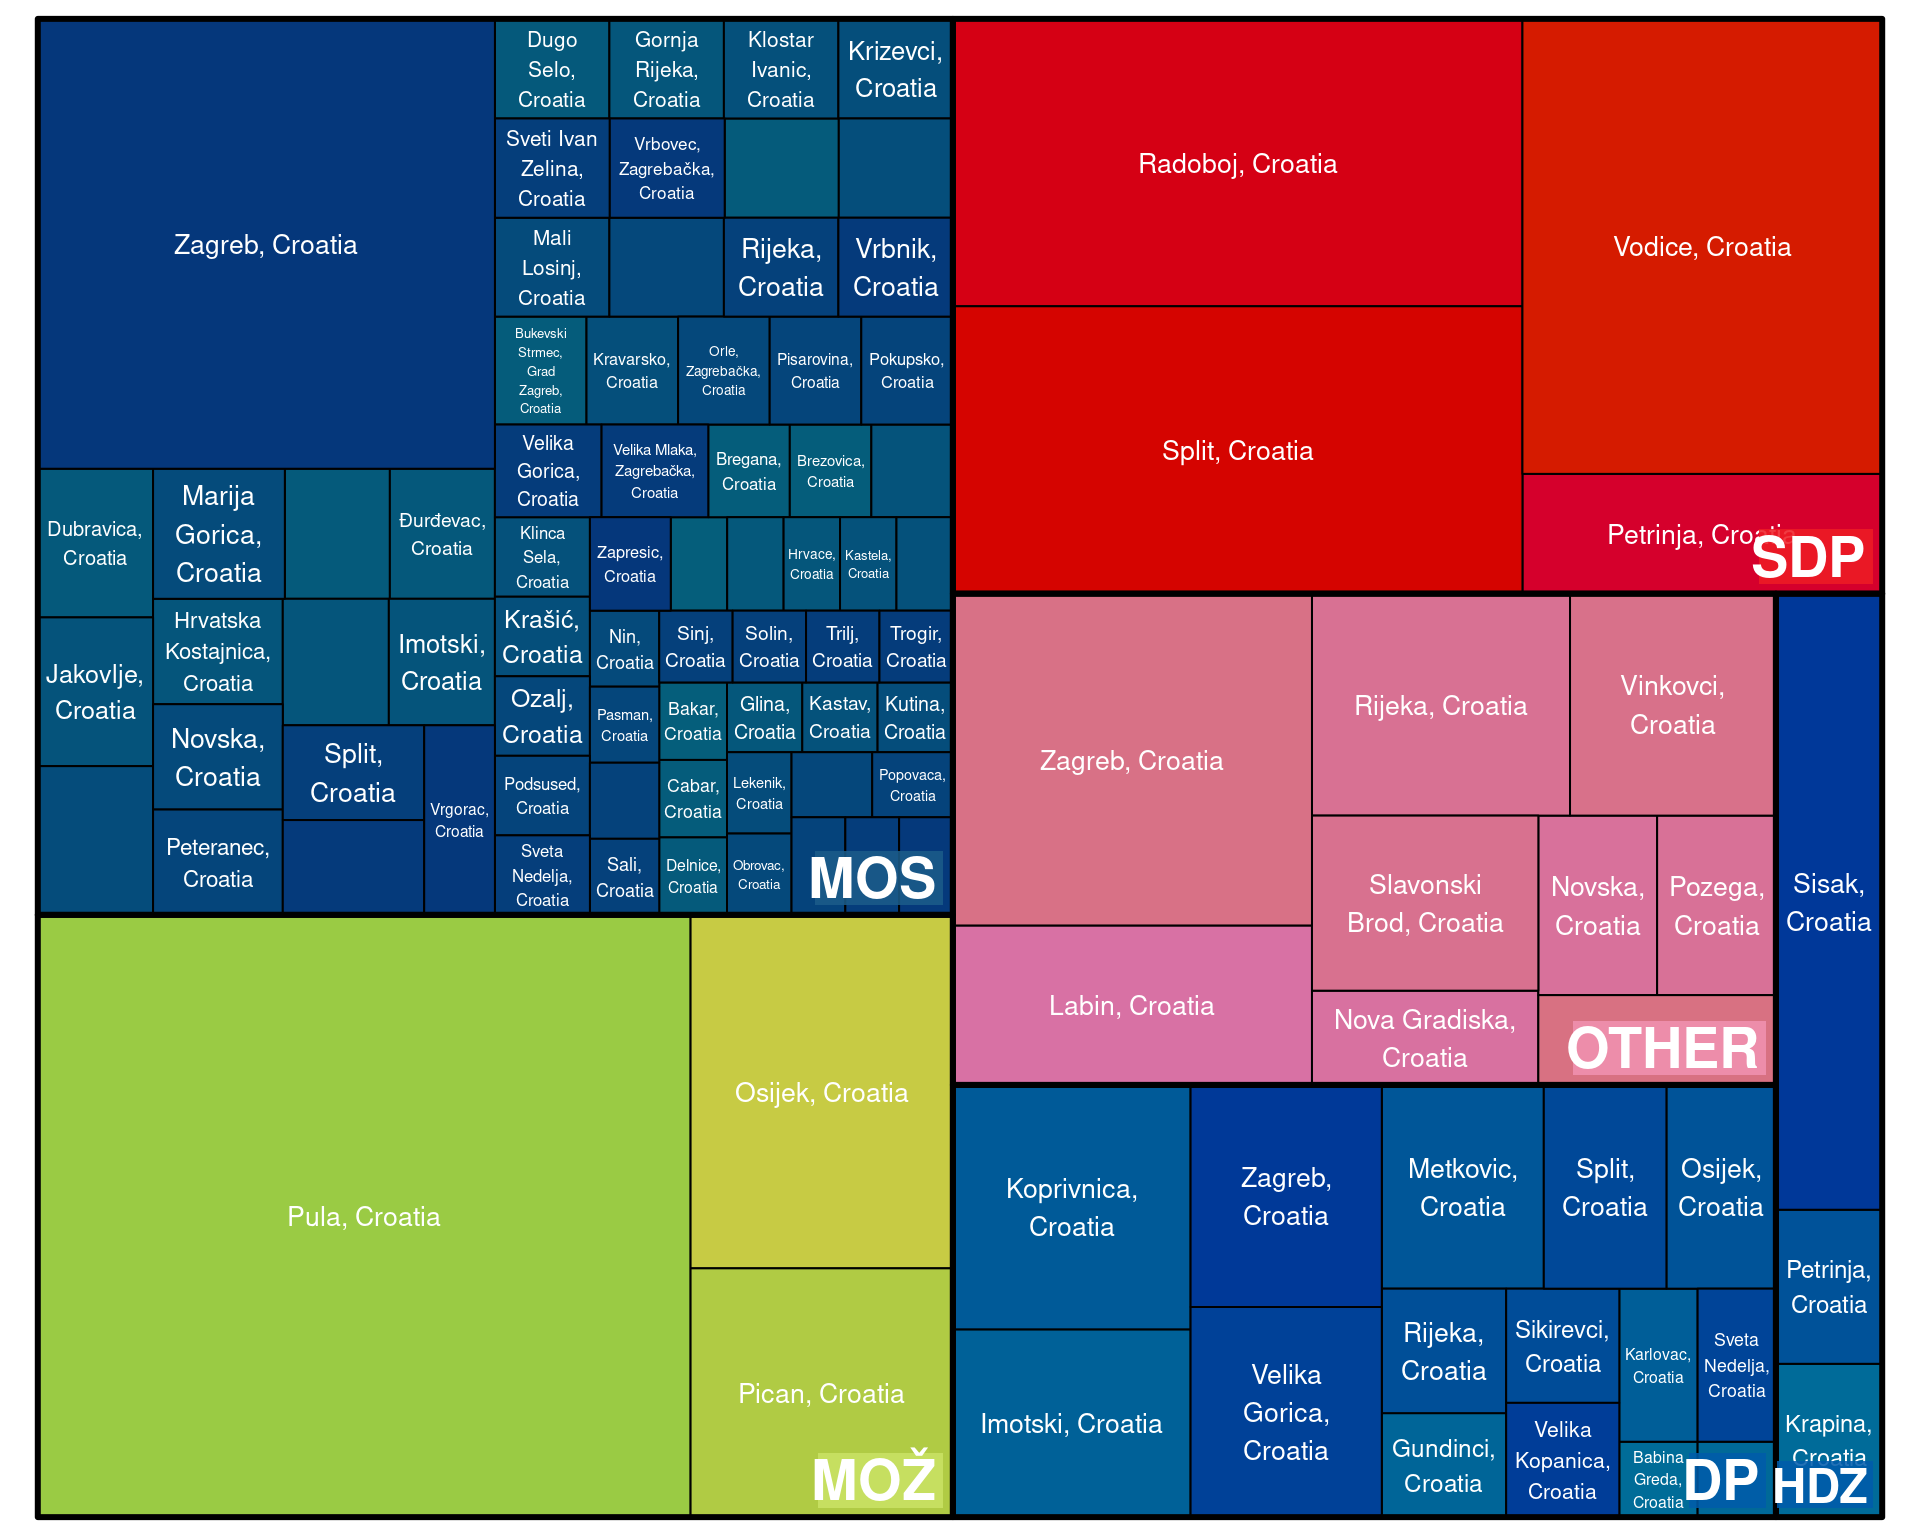 Zagreb, Croatia
Dugo
Selo,
Croatia
Gornja
Rijeka,
Croatia
Klostar
Ivanic,
Croatia
Krizevci,
Croatia
Sveti Ivan
Zelina,
Croatia
Vrbovec,
Zagrebačka,
Croatia
Mali
Losinj,
Croatia
Rijeka,
Croatia
Vrbnik,
Croatia
Bukevski
Strmec,
Grad
Zagreb,
Croatia
Kravarsko,
Croatia
Orle,
Zagrebačka,
Croatia
Pisarovina,
Croatia
Pokupsko,
Croatia
Velika
Gorica,
Croatia
Velika Mlaka,
Zagrebačka,
Croatia
Bregana,
Croatia
Brezovica,
Croatia
Dubravica,
Croatia
Marija
Gorica,
Croatia
Đurđevac,
Croatia
Klinca
Sela,
Croatia
Zapresic,
Croatia
Hrvace,
Croatia
Kastela,
Croatia
Jakovlje,
Croatia
Hrvatska
Kostajnica,
Croatia
Imotski,
Croatia
Krašić,
Croatia
Nin,
Croatia
Sinj,
Croatia
Solin,
Croatia
Trilj,
Croatia
Trogir,
Croatia
Novska,
Croatia
Split,
Croatia
Vrgorac,
Croatia
Ozalj,
Croatia
Pasman,
Croatia
Bakar,
Croatia
Glina,
Croatia
Kastav,
Croatia
Kutina,
Croatia
Peteranec,
Croatia
Podsused,
Croatia
Cabar,
Croatia
Lekenik,
Croatia
Popovaca,
Croatia
Sveta
Nedelja,
Croatia
Sali,
Croatia
Delnice,
Croatia
Obrovac,
Croatia
MOS
Pula, Croatia
Osijek, Croatia
Pican, Croatia
MOŽ
Radoboj, Croatia
Split, Croatia
Vodice, Croatia
Petrinja, Croatia
SDP
Zagreb, Croatia
Rijeka, Croatia
Vinkovci,
Croatia
Slavonski
Brod, Croatia
Novska,
Croatia
Pozega,
Croatia
Labin, Croatia
Nova Gradiska,
Croatia
OTHER
Koprivnica,
Croatia
Zagreb,
Croatia
Metkovic,
Croatia
Split,
Croatia
Osijek,
Croatia
Imotski, Croatia
Velika
Gorica,
Croatia
Rijeka,
Croatia
Sikirevci,
Croatia
Karlovac,
Croatia
Sveta
Nedelja,
Croatia
Gundinci,
Croatia
Velika
Kopanica,
Croatia
Babina
Greda,
Croatia
DP
Sisak,
Croatia
Petrinja,
Croatia
Krapina,
Croatia
HDZ